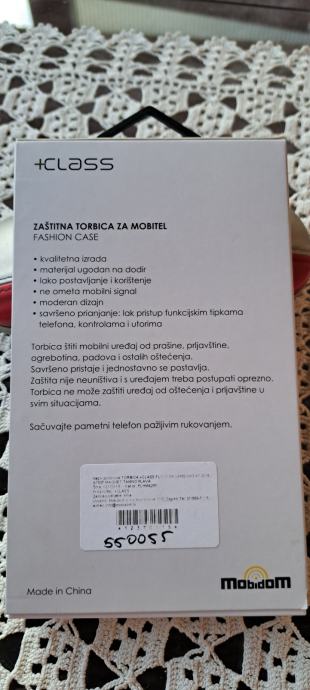 +CLASS
ZAŠTITNA TORBICA ZA MOBITEL
FASHION CASE
• kvalitetna izrada
• materijal ugodan na dodir
• lako postavljanje i korištenje
• ne ometa mobilni signal
• moderan dizajn
• savršeno prianjanje: lak pristup funkcijskim tipkama
telefona, kontrolama i utorima
Torbica štiti mobilni uređaj od prašine, prljavštine,
ogrebotina, padova i ostalih oštećenja.
Savršeno pristaje i jednostavno se postavlja.
Zaštita nije neuništiva i s uređajem treba postupati oprezno.
Torbica ne može zaštiti uređaj od oštećenja i prljavštine u
svim situacijama.
Sačuvajte pametni telefon pažljivim rukovanjem.
550055
Made in China
Mobidom